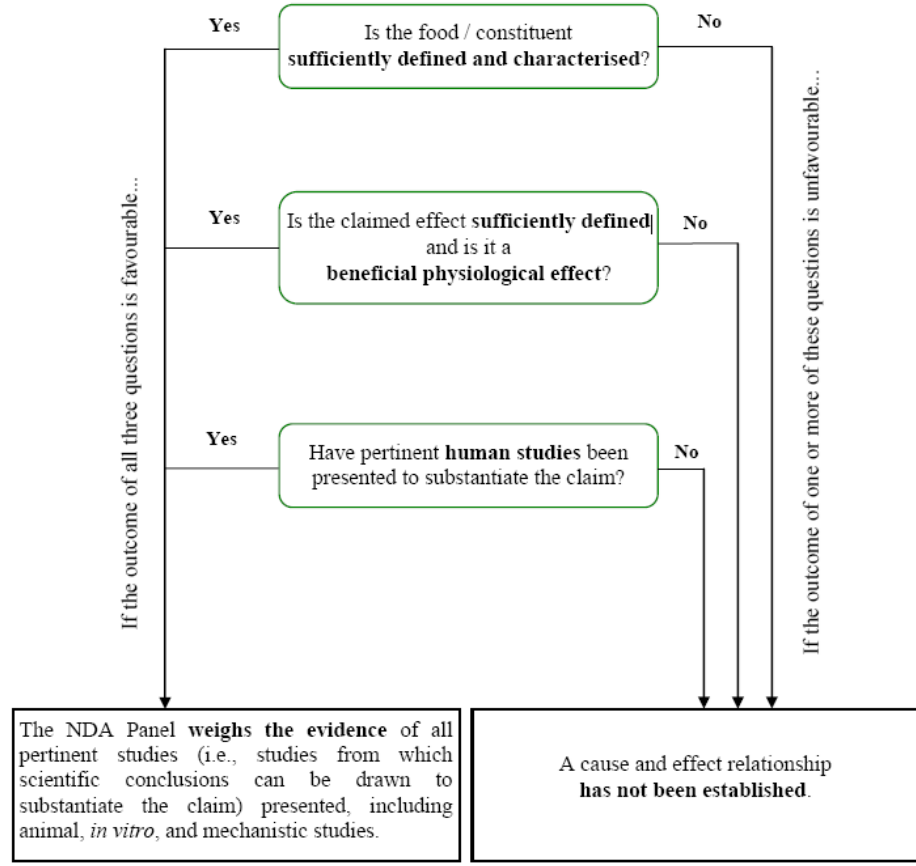 Yes
Is the food / constituent
sufficiently defined and characterised?
No
If the outcome of all three questions is favourable...
If the outcome of one or more of these questions is unfavourable...
Yes
Is the claimed effect sufficiently defined
and is it a
beneficial physiological effect?
No
Yes
Have pertinent human studies been
presented to substantiate the claim?
No
The NDA Panel weighs the evidence of all
pertinent studies (i.e., studies from which
scientific conclusions can be drawn to
substantiate the claim) presented, including
animal, in vitro, and mechanistic studies.
A cause and effect relationship
has not been established.